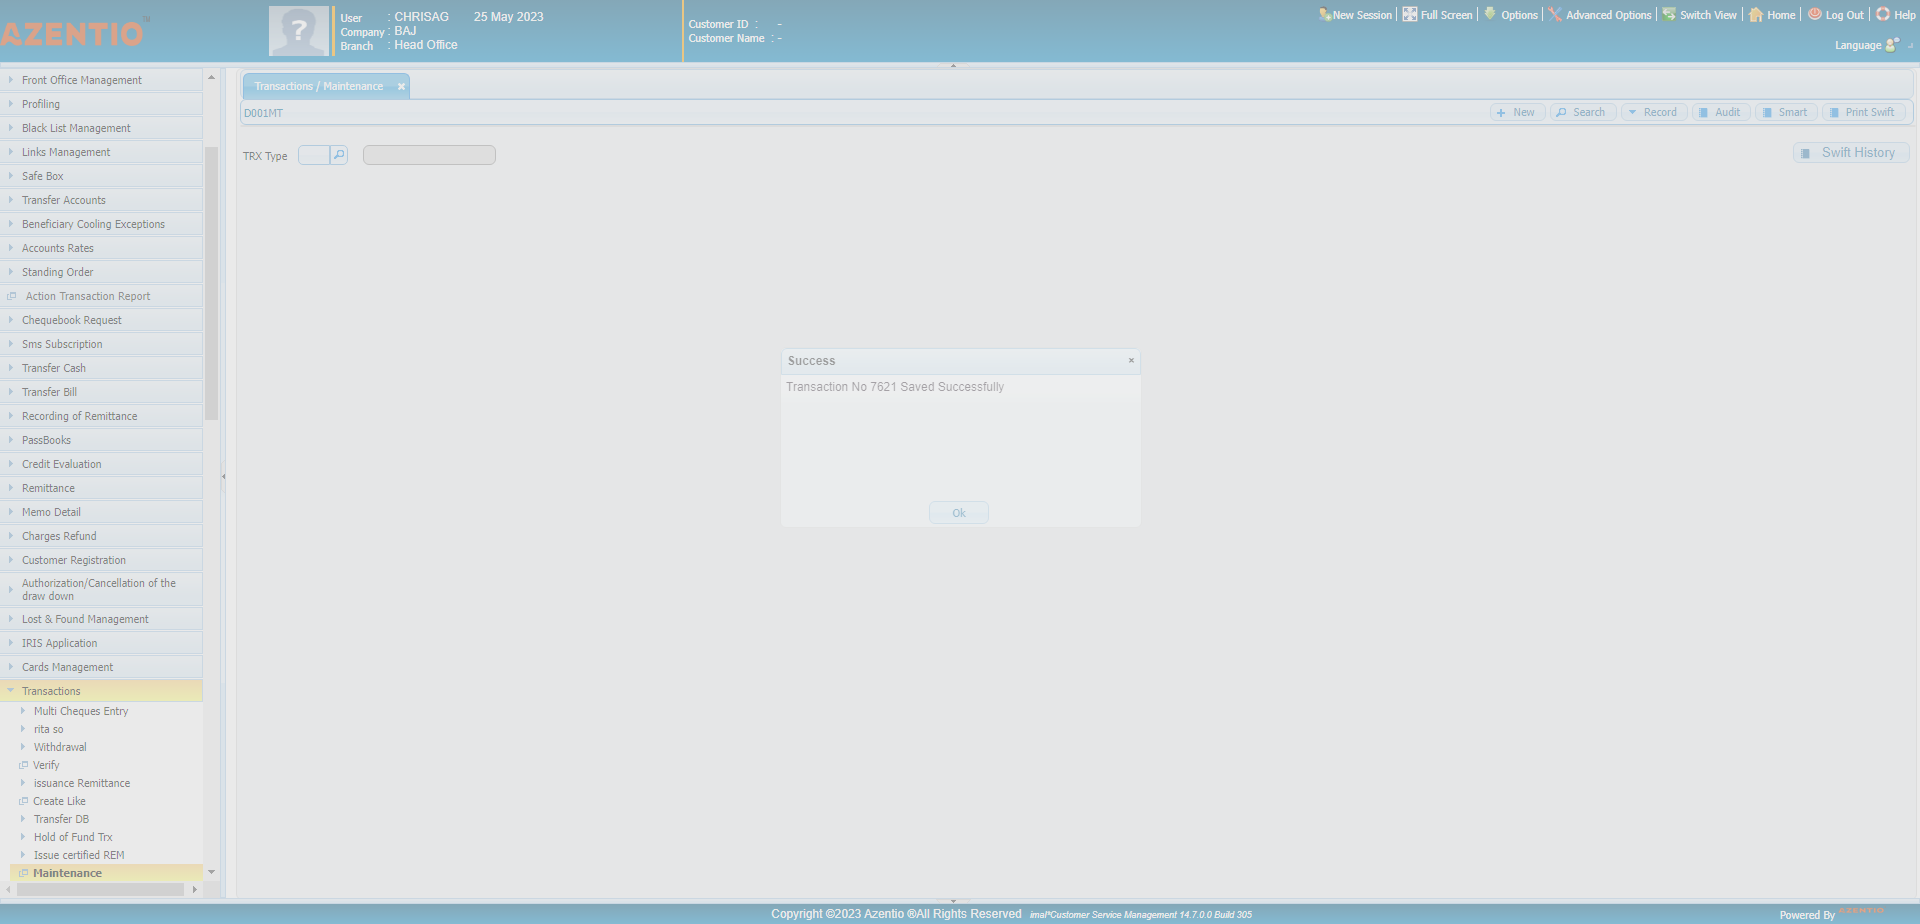 AZENTIO
User : CHRISAG 25 May 2023
Company : BAJ
Branch : Head Office
Customer ID : -
Customer Name : -
New Session Full Screen Options Advanced Options Switch View Home Log Out Help
Language
Front Office Management
Profiling
Black List Management
Links Management
Safe Box
Transfer Accounts
Beneficiary Cooling Exceptions
Accounts Rates
Standing Order
Action Transaction Report
Chequebook Request
Sms Subscription
Transfer Cash
Transfer Bill
Recording of Remittance
PassBooks
Credit Evaluation
Remittance
Memo Detail
Charges Refund
Customer Registration
Authorization/Cancellation of the
draw down
Lost & Found Management
IRIS Application
Cards Management
Transactions
Multi Cheques Entry
rita so
Withdrawal
Verify
issuance Remittance
Create Like
Transfer DB
Hold of Fund Trx
Issue certified REM
Maintenance
Transactions / Maintenance
D001MT
New Search Record Audit Smart Print Swift
TRX Type
Swift History
Success
Transaction No 7621 Saved Successfully
Ok
Copyright ©2023 Azentio ®All Rights Reserved imal*Customer Service Management 14.7.0.0 Build 305
Powered By AZENTIO